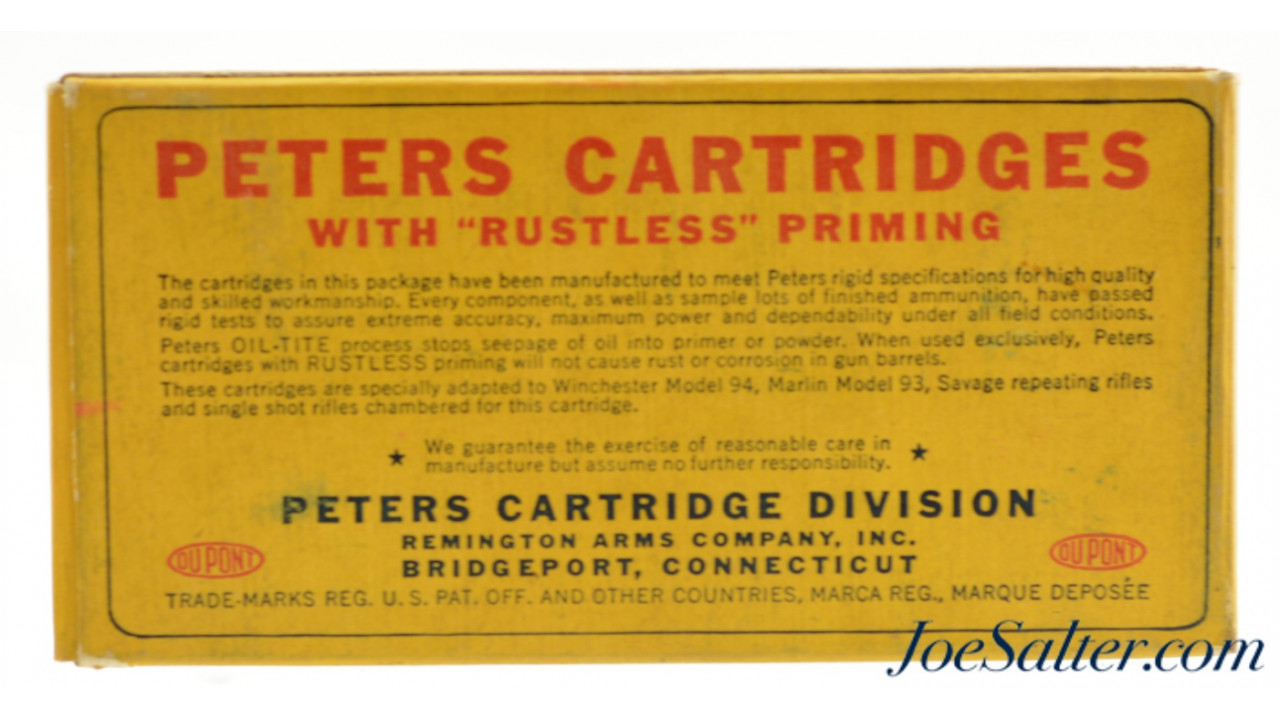 PETERS CARTRIDGES
WITH “RUSTLESS” PRIMING
The cartridges in this package have been manufactured to meet Peters rigid specifications for high quality
and skilled workmanship. Every component, as well as sample lots of finished ammunition, have passed
rigid tests to assure extreme accuracy, maximum power and dependability under all field conditions.
Peters OIL-TITE process stops seepage of oil into primer or powder. When used exclusively, Peters
cartridges with RUSTLESS priming will not cause rust or corrosion in gun barrels.
These cartridges are specially adapted to Winchester Model 94, Marlin Model 93, Savage repeating rifles
and single shot rifles chambered for this cartridge.
★ We guarantee the exercise of reasonable care in ★
manufacture but assume no further responsibility.
PETERS CARTRIDGE DIVISION
REMINGTON ARMS COMPANY, INC.
DU PONT BRIDGEPORT, CONNECTICUT DU PONT
TRADE-MARKS REG. U. S. PAT. OFF. AND OTHER COUNTRIES, MARCA REG., MARQUE DEPOSÉE
JoeSalter.com